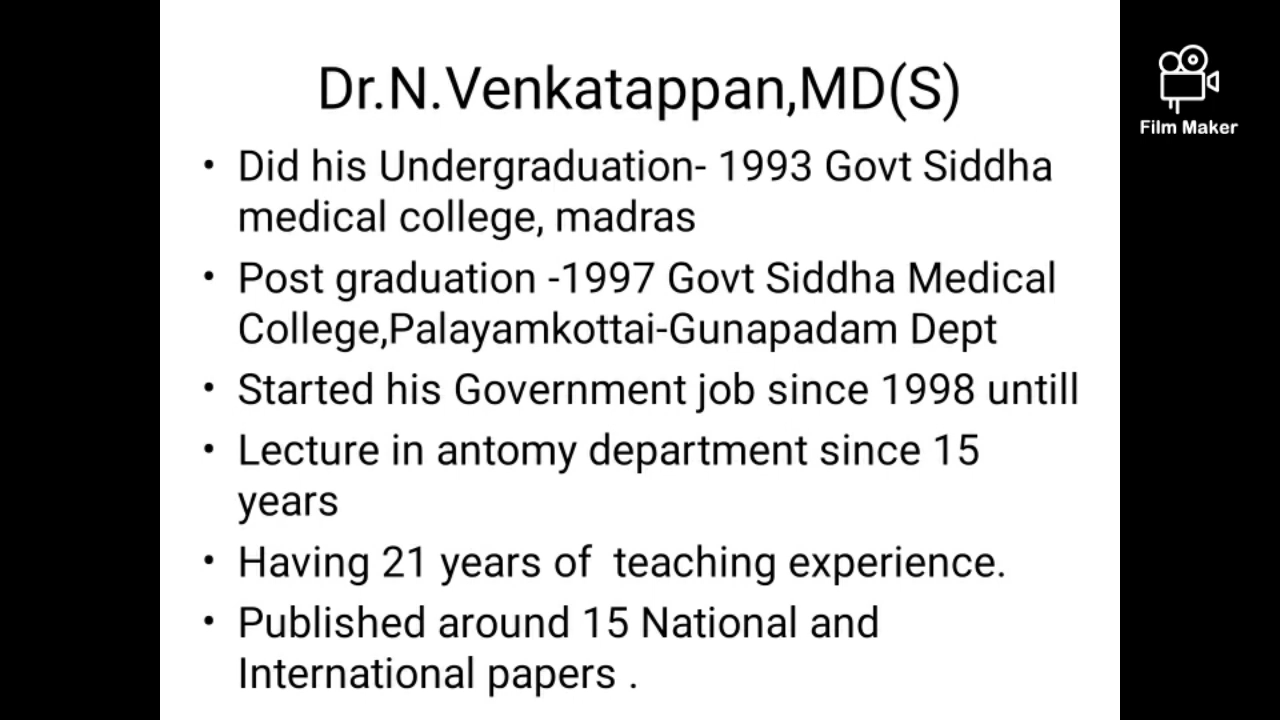 Dr.N.Venkatappan,MD(S)
• Did his Undergraduation- 1993 Govt Siddha
medical college, madras
• Post graduation -1997 Govt Siddha Medical
College,Palayamkottai-Gunapadam Dept
• Started his Government job since 1998 untill
• Lecture in antomy department since 15
years
• Having 21 years of  teaching experience.
• Published around 15 National and
International papers .
Film Maker